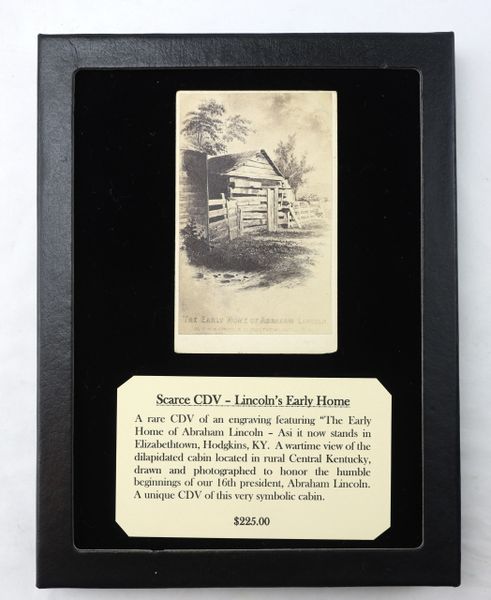 THE EARLY HOME OF ABRAHAM LINCOLN
Scarce CDV – Lincoln's Early Home
A rare CDV of an engraving featuring "The Early
Home of Abraham Lincoln – Asi it now stands in
Elizabethtown, Hodgkins, KY. A wartime view of the
dilapidated cabin located in rural Central Kentucky,
drawn and photographed to honor the humble
beginnings of our 16th president, Abraham Lincoln.
A unique CDV of this very symbolic cabin.
$225.00